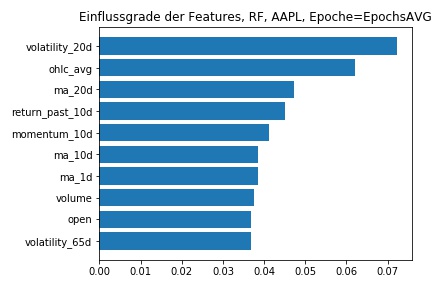 Einflussgrade der Features, RF, AAPL, Epoche=EpochsAVG
volatility_20d
ohlc_avg
ma_20d
return_past_10d
momentum_10d
ma_10d
ma_1d
volume
open
volatility_65d
0.00 0.01 0.02 0.03 0.04 0.05 0.06 0.07